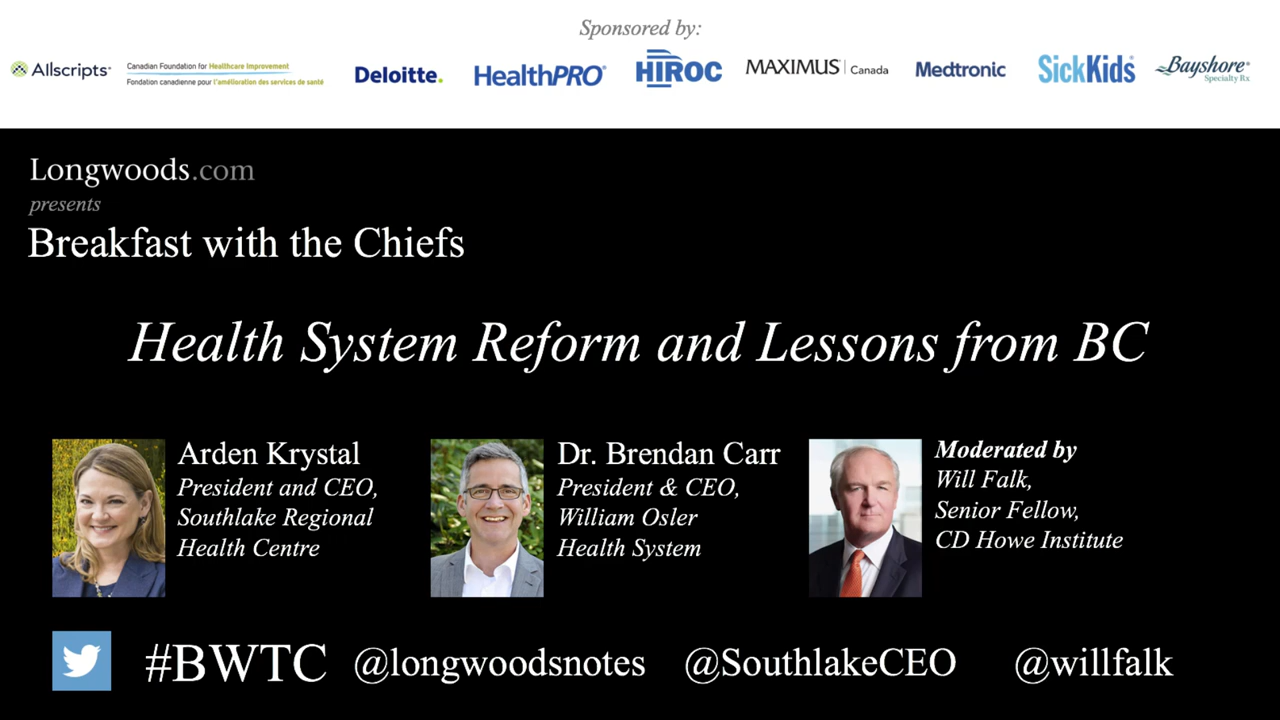 Sponsored by:
Allscripts
Canadian Foundation for Healthcare Improvement
Fondation canadienne pour l'amélioration des services de santé
Deloitte.
HealthPRO
HIROC
MAXIMUS | Canada
Medtronic
SickKids
Bayshore
Specialty Rx
Longwoods.com
presents
Breakfast with the Chiefs
Health System Reform and Lessons from BC
Arden Krystal
President and CEO,
Southlake Regional
Health Centre
Dr. Brendan Carr
President & CEO,
William Osler
Health System
Moderated by
Will Falk,
Senior Fellow,
CD Howe Institute
#BWTC @longwoodsnotes @SouthlakeCEO @willfalk